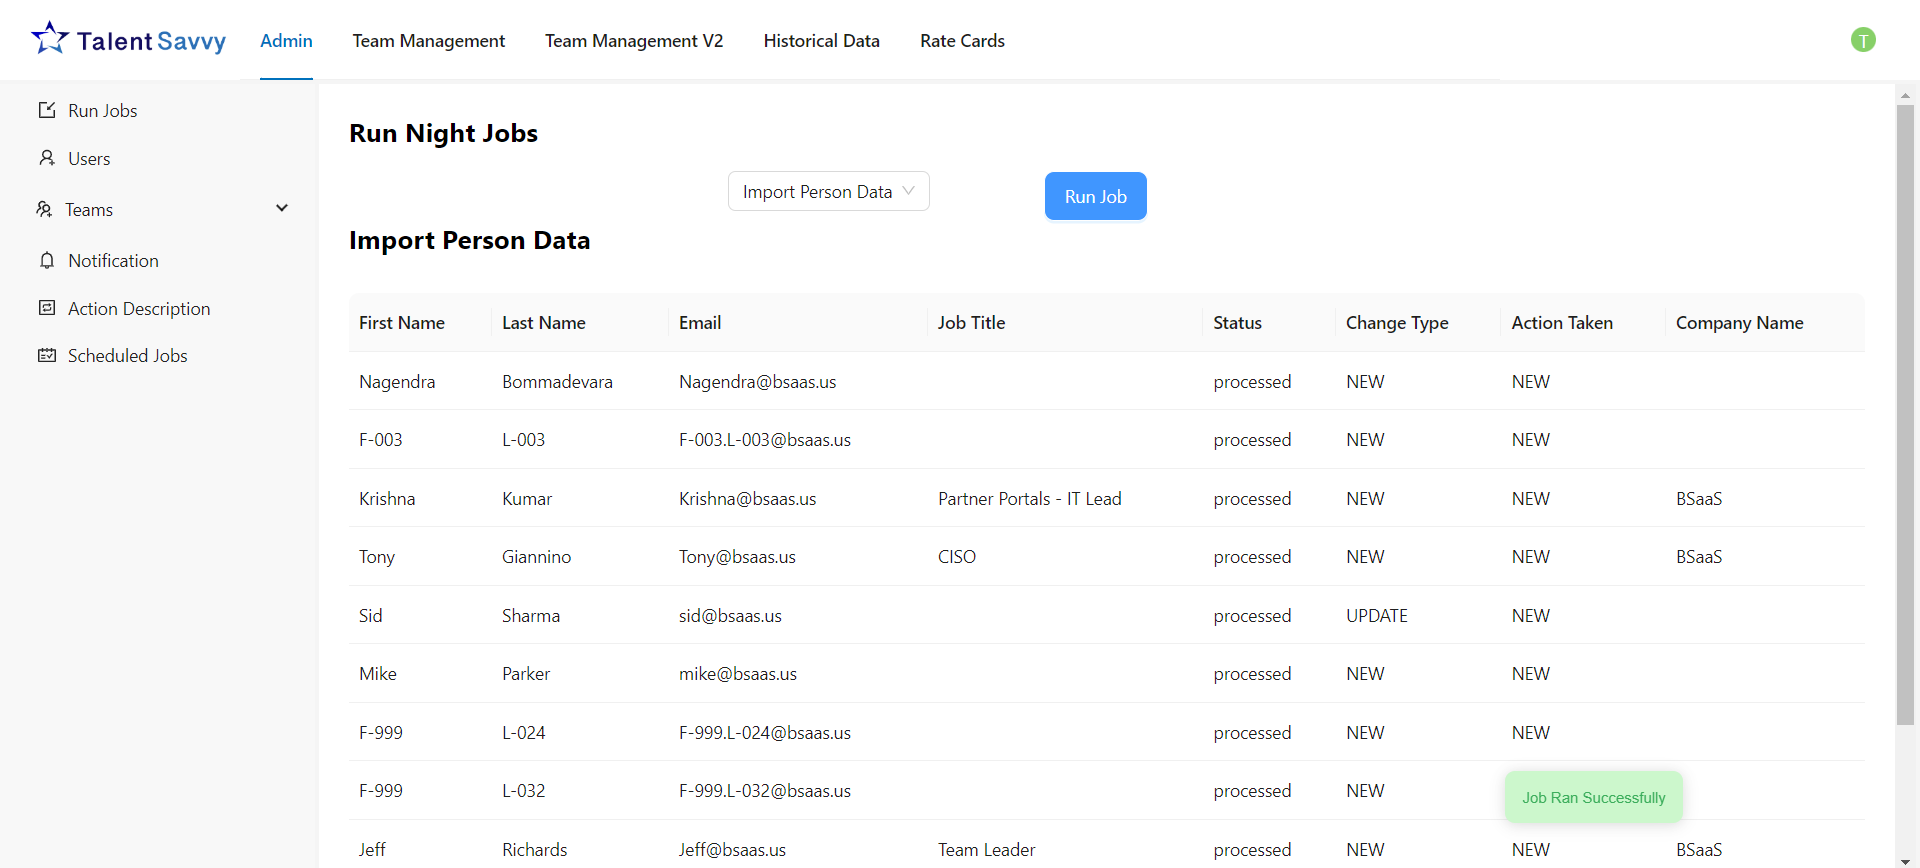 Talent Savvy Admin Team Management Team Management V2 Historical Data Rate Cards T
Run Jobs
Users
Teams
Notification
Action Description
Scheduled Jobs
Run Night Jobs
Import Person Data Run Job
Import Person Data
First Name Last Name Email Job Title Status Change Type Action Taken Company Name
Nagendra Bommadevara Nagendra@bsaas.us processed NEW NEW
F-003 L-003 F-003.L-003@bsaas.us processed NEW NEW
Krishna Kumar Krishna@bsaas.us Partner Portals - IT Lead processed NEW NEW BSaaS
Tony Giannino Tony@bsaas.us CISO processed NEW NEW BSaaS
Sid Sharma sid@bsaas.us processed UPDATE NEW
Mike Parker mike@bsaas.us processed NEW NEW
F-999 L-024 F-999.L-024@bsaas.us processed NEW NEW
F-999 L-032 F-999.L-032@bsaas.us processed NEW
Job Ran Successfully
Jeff Richards Jeff@bsaas.us Team Leader processed NEW NEW BSaaS